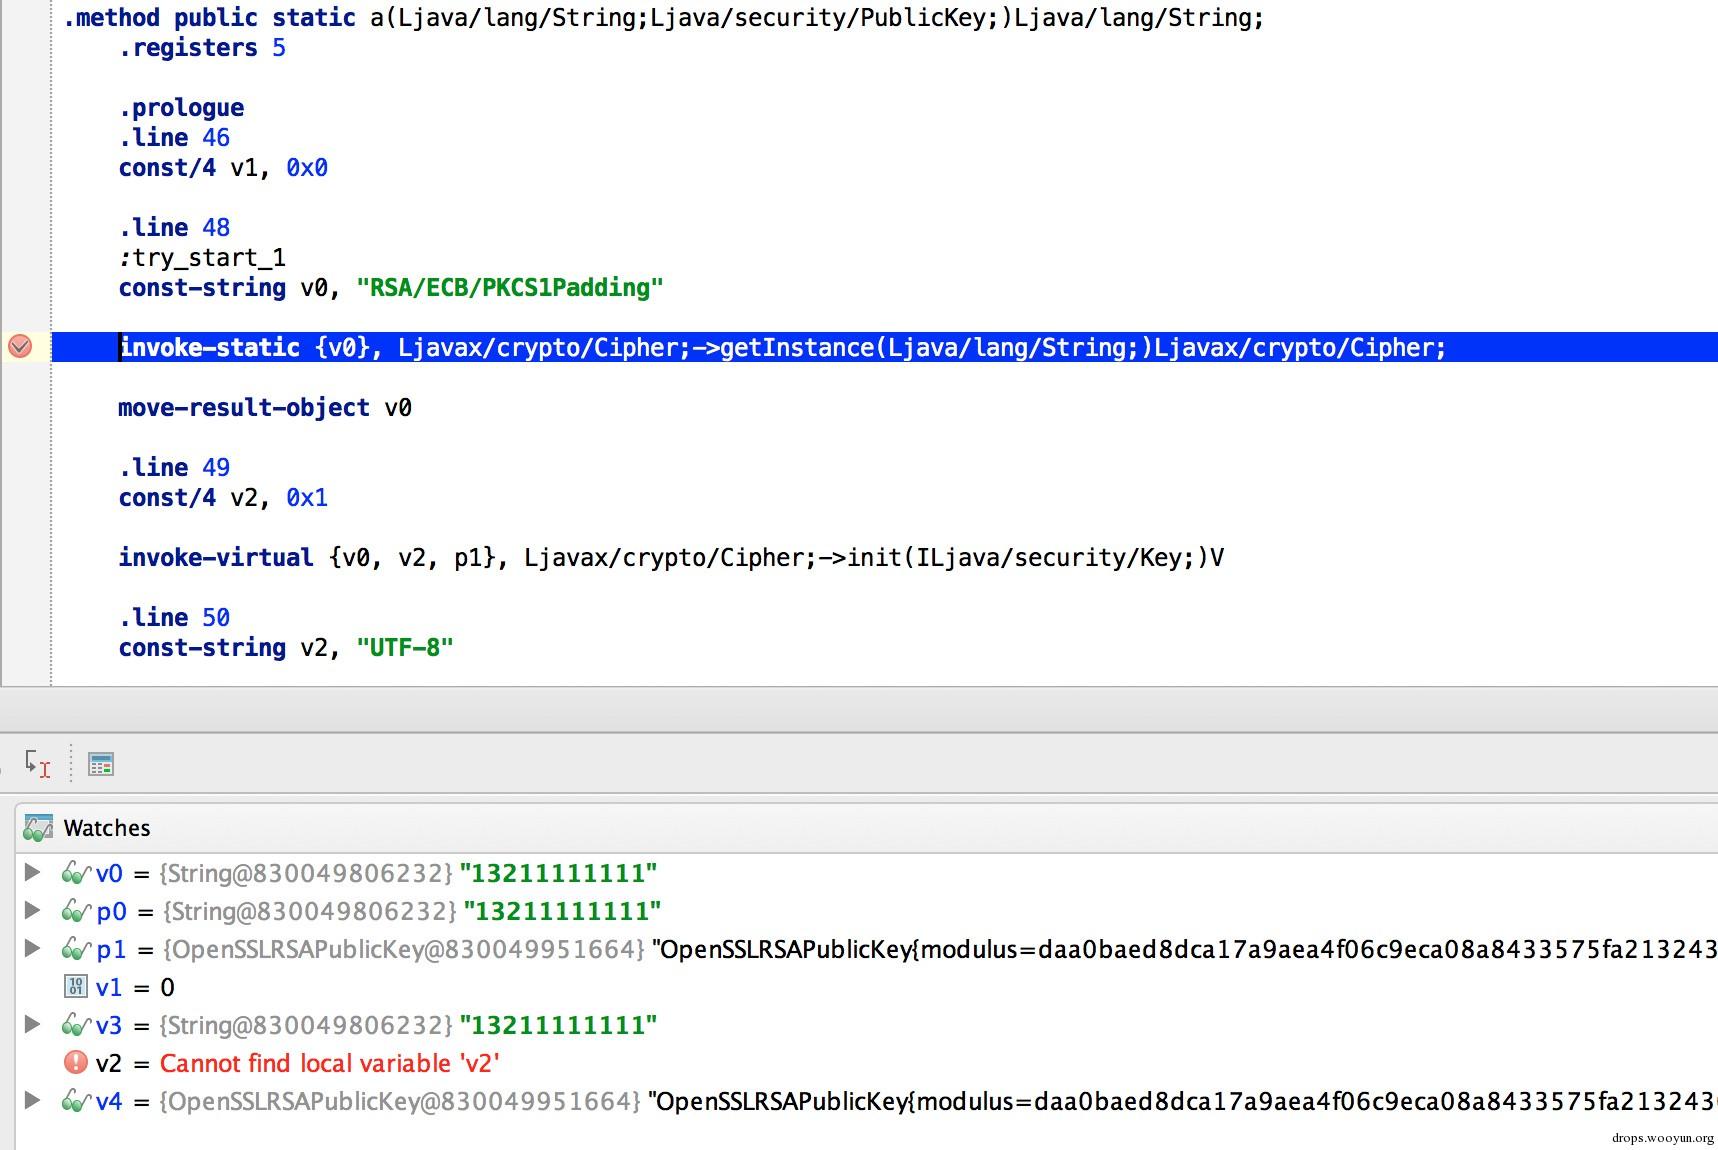 .method public static a(Ljava/lang/String;Ljava/security/PublicKey;)Ljava/lang/String;
.registers 5
.prologue
.line 46
const/4 v1, 0x0
.line 48
:try_start_1
const-string v0, "RSA/ECB/PKCS1Padding"
invoke-static {v0}, Ljavax/crypto/Cipher;->getInstance(Ljava/lang/String;)Ljavax/crypto/Cipher;
move-result-object v0
.line 49
const/4 v2, 0x1
invoke-virtual {v0, v2, p1}, Ljavax/crypto/Cipher;->init(ILjava/security/Key;)V
.line 50
const-string v2, "UTF-8"
Watches
v0 = {String@830049806232} "13211111111"
p0 = {String@830049806232} "13211111111"
p1 = {OpenSSLRSAPublicKey@830049951664} "OpenSSLRSAPublicKey{modulus=daa0baed8dca17a9aea4f06c9eca08a8433575fa213243
v1 = 0
v3 = {String@830049806232} "13211111111"
v2 = Cannot find local variable 'v2'
v4 = {OpenSSLRSAPublicKey@830049951664} "OpenSSLRSAPublicKey{modulus=daa0baed8dca17a9aea4f06c9eca08a8433575fa213243
drops.wooyun.org